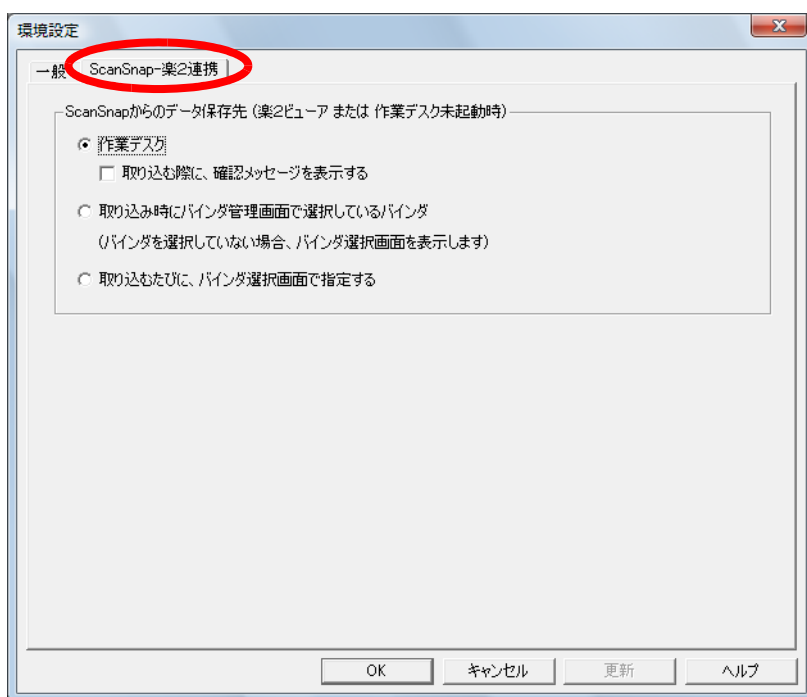 環境設定
一般
ScanSnap-楽2連携
ScanSnapからのデータ保存先 (楽2ビューア または 作業デスク未起動時)
作業デスク
取り込む際に、確認メッセージを表示する
取り込み時にバインダ管理画面で選択しているバインダ
(バインダを選択していない場合、バインダ選択画面を表示します)
取り込むたびに、バインダ選択画面で指定する
OK
キャンセル
更新
ヘルプ